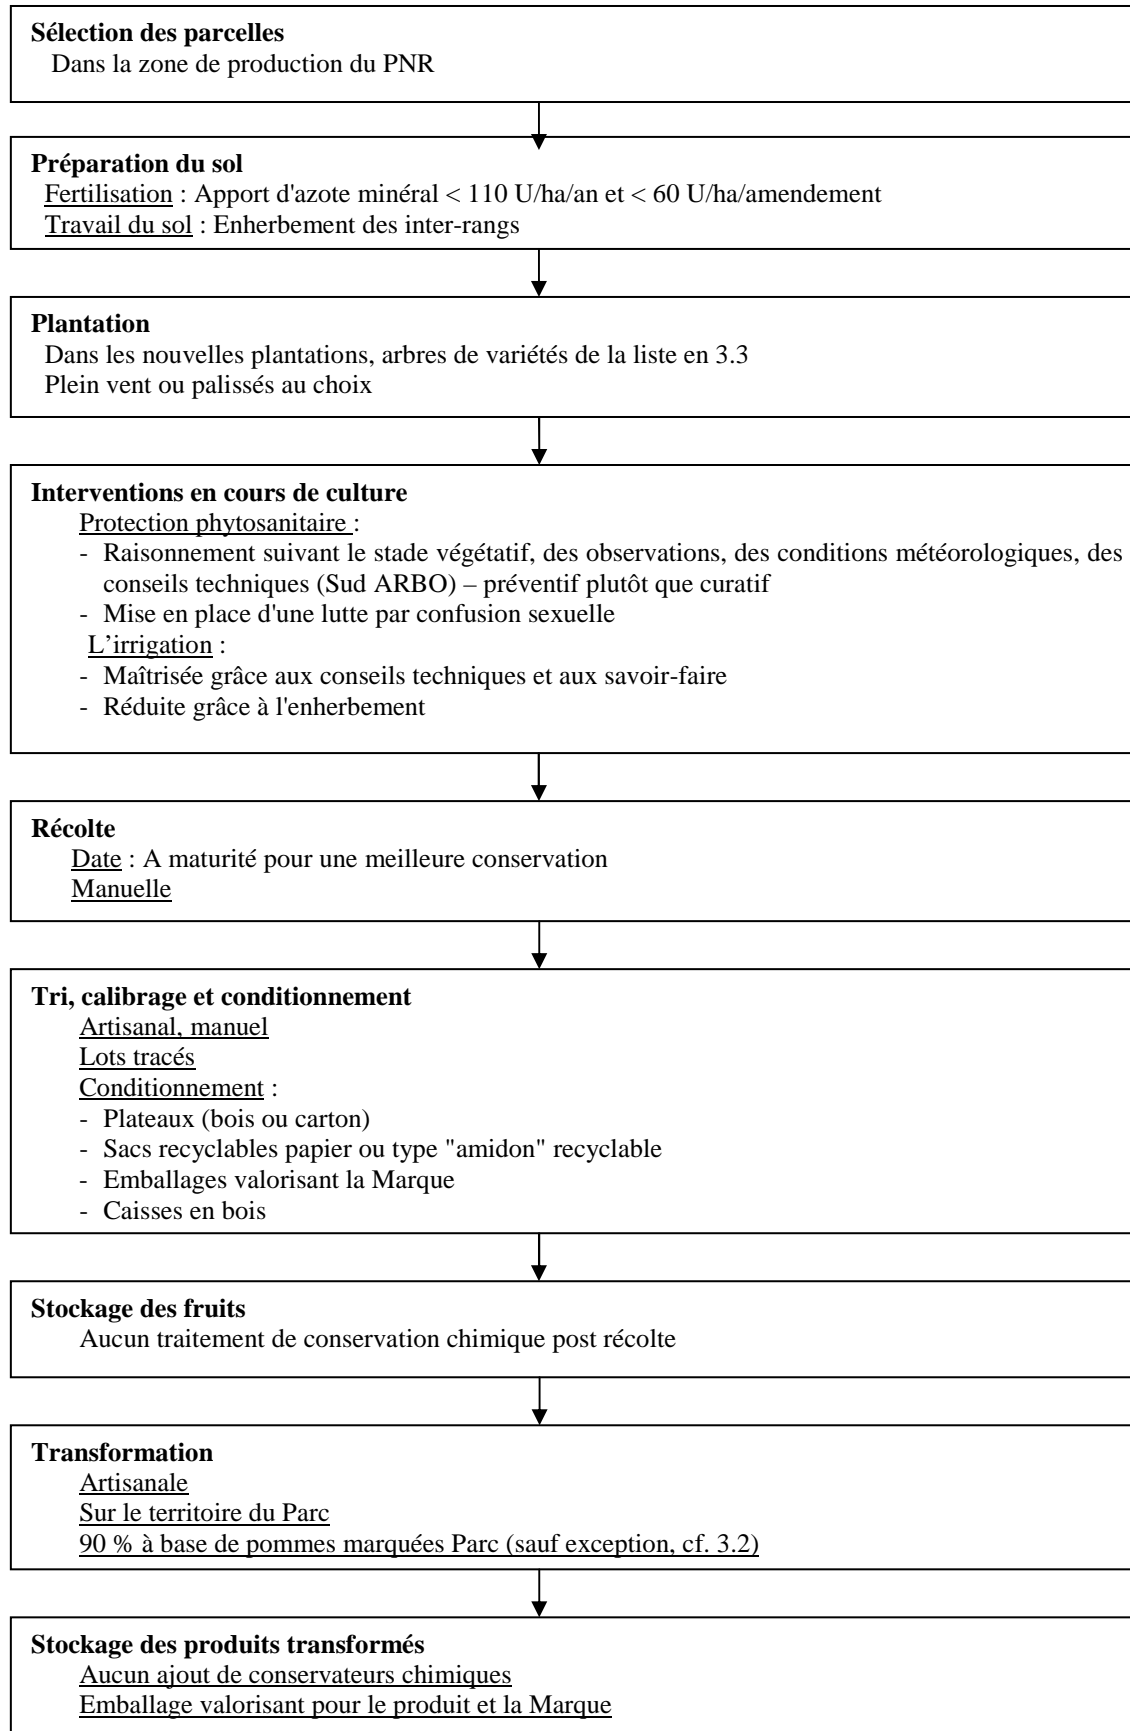 Sélection des parcelles
Dans la zone de production du PNR
Préparation du sol
Fertilisation : Apport d'azote minéral < 110 U/ha/an et < 60 U/ha/amendement
Travail du sol : Enherbement des inter-rangs
Plantation
Dans les nouvelles plantations, arbres de variétés de la liste en 3.3
Plein vent ou palissés au choix
Interventions en cours de culture
Protection phytosanitaire :
- Raisonnement suivant le stade végétatif, des observations, des conditions météorologiques, des
conseils techniques (Sud ARBO) – préventif plutôt que curatif
- Mise en place d'une lutte par confusion sexuelle
L’irrigation :
- Maîtrisée grâce aux conseils techniques et aux savoir-faire
- Réduite grâce à l'enherbement
Récolte
Date : A maturité pour une meilleure conservation
Manuelle
Tri, calibrage et conditionnement
Artisanal, manuel
Lots tracés
Conditionnement :
- Plateaux (bois ou carton)
- Sacs recyclables papier ou type "amidon" recyclable
- Emballages valorisant la Marque
- Caisses en bois
Stockage des fruits
Aucun traitement de conservation chimique post récolte
Transformation
Artisanale
Sur le territoire du Parc
90 % à base de pommes marquées Parc (sauf exception, cf. 3.2)
Stockage des produits transformés
Aucun ajout de conservateurs chimiques
Emballage valorisant pour le produit et la Marque